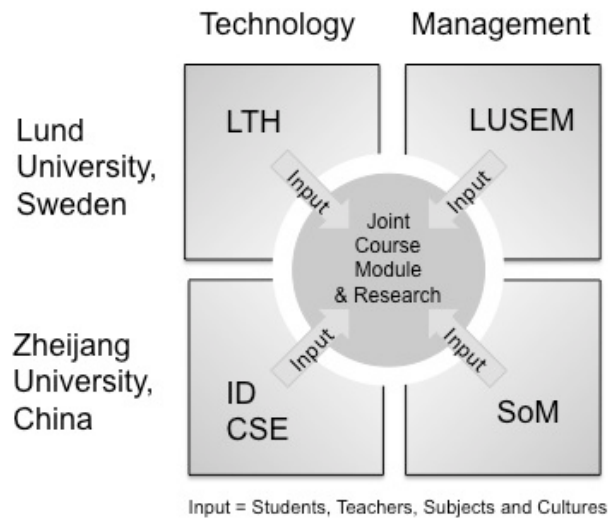 Technology Management
Lund
University,
Sweden
LTH
LUSEM
Input
Input
Joint
Course
Module
& Research
Zheijang
University,
China
Input
Input
ID
CSE
SoM
Input = Students, Teachers, Subjects and Cultures